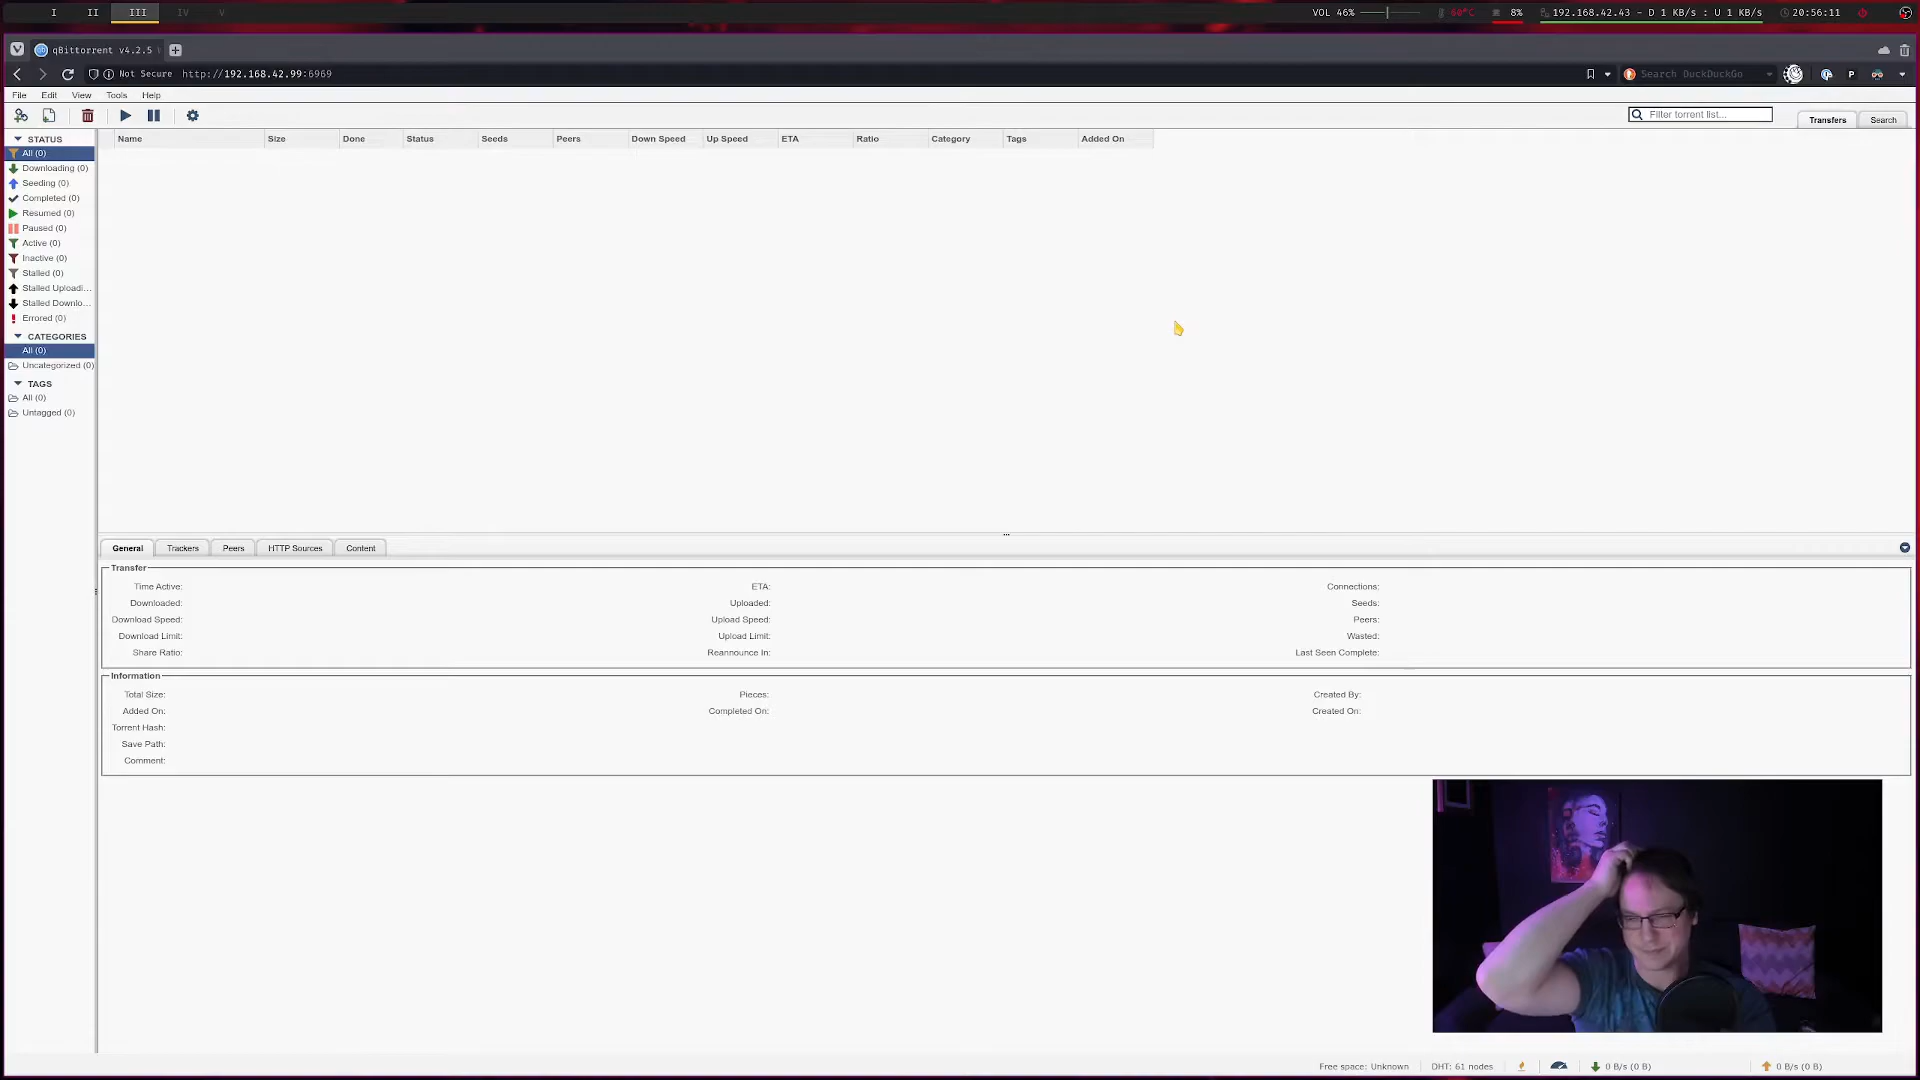 I II III IV V VOL 46% 60°C 8% 192.168.42.43 - D 1 KB/s : U 1 KB/s 20:56:11
qBittorrent v4.2.5
Not Secure http://192.168.42.99:6969 Search DuckDuckGo P
File Edit View Tools Help
Filter torrent list... Transfers Search
STATUS Name Size Done Status Seeds Peers Down Speed Up Speed ETA Ratio Category Tags Added On
All (0)
Downloading (0)
Seeding (0)
Completed (0)
Resumed (0)
Paused (0)
Active (0)
Inactive (0)
Stalled (0)
Stalled Uploadi...
Stalled Downlo...
Errored (0)
CATEGORIES
All (0)
Uncategorized (0)
TAGS
All (0)
Untagged (0)
General Trackers Peers HTTP Sources Content
Transfer
Time Active: ETA: Connections:
Downloaded: Uploaded: Seeds:
Download Speed: Upload Speed: Peers:
Download Limit: Upload Limit: Wasted:
Share Ratio: Reannounce In: Last Seen Complete:
Information
Total Size: Pieces: Created By:
Added On: Completed On: Created On:
Torrent Hash:
Save Path:
Comment:
Free space: Unknown DHT: 61 nodes 0 B/s (0 B) 0 B/s (0 B)